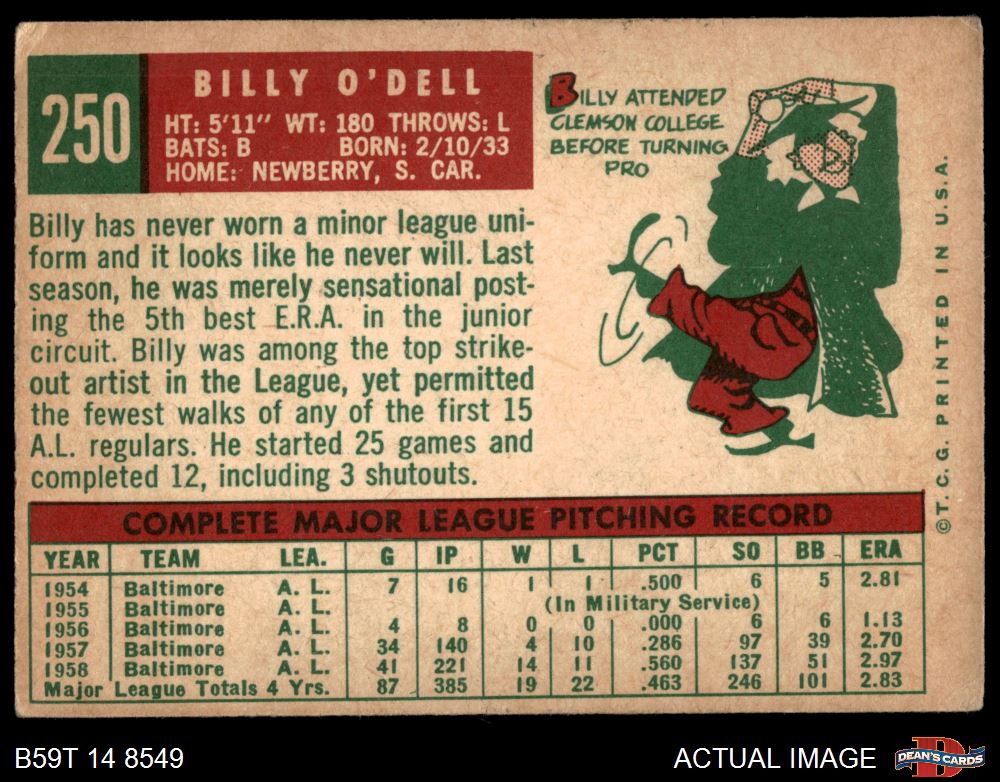 250
BILLY O'DELL
HT: 5'11" WT: 180 THROWS: L
BATS: B BORN: 2/10/33
HOME: NEWBERRY, S. CAR.
BILLY ATTENDED
CLEMSON COLLEGE
BEFORE TURNING
PRO
Billy has never worn a minor league uni-
form and it looks like he never will. Last
season, he was merely sensational post-
ing the 5th best E.R.A. in the junior
circuit. Billy was among the top strike-
out artist in the League, yet permitted
the fewest walks of any of the first 15
A.L. regulars. He started 25 games and
completed 12, including 3 shutouts.
©T. C. G. PRINTED IN U.S.A.
COMPLETE MAJOR LEAGUE PITCHING RECORD
YEAR TEAM LEA. G IP W L PCT SO BB ERA
1954 Baltimore A. L. 7 16 1 1 .500 6 5 2.81
1955 Baltimore A. L. (In Military Service)
1956 Baltimore A. L. 4 8 0 0 .000 6 6 1.13
1957 Baltimore A. L. 34 140 4 10 .286 97 39 2.70
1958 Baltimore A. L. 41 221 14 11 .560 137 51 2.97
Major League Totals 4 Yrs. 87 385 19 22 .463 246 101 2.83
B59T 14 8549
ACTUAL IMAGE
D
DEAN'S CARDS